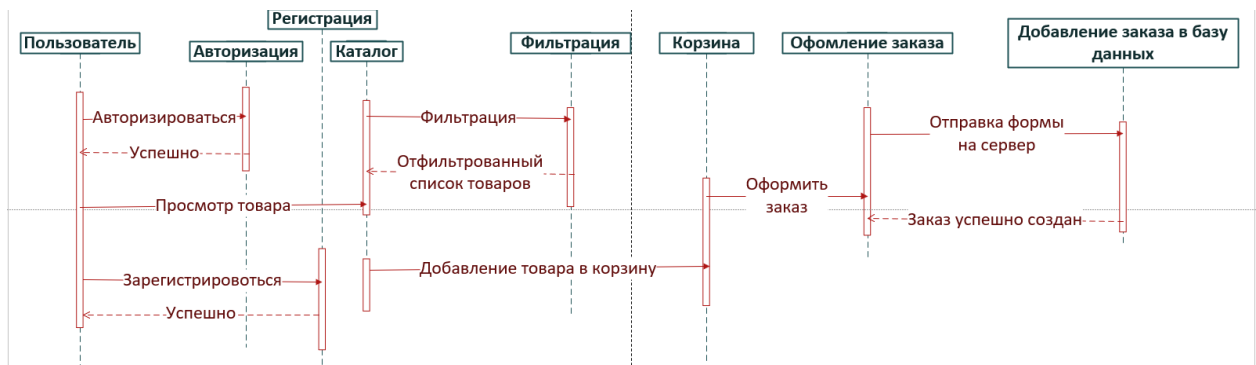 Регистрация
Пользователь
Авторизация
Каталог
Фильтрация
Корзина
Офомление заказа
Добавление заказа в базу
данных
Авторизироваться
Фильтрация
Отправка формы
на сервер
Успешно
Отфильтрованный
список товаров
Оформить
заказ
Просмотр товара
Заказ успешно создан
Добавление товара в корзину
Зарегистрировоться
Успешно